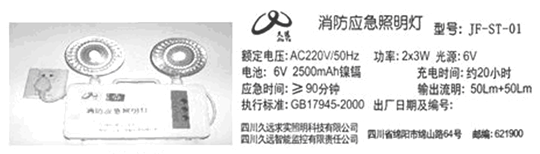 消防应急照明灯
久远
消防应急照明灯 型号: JF-ST-01
额定电压: AC220V/50Hz 功率: 2x3W 光源: 6V
电池: 6V 2500mAh镍镉 充电时间: 约20小时
应急时间: ≥90分钟 输出流明: 50Lm+50Lm
执行标准: GB17945-2000 出厂日期及编号:
四川久远求实照明科技有限公司
四川久远智能监控有限责任公司
四川省绵阳市绵山路64号 邮编: 621900